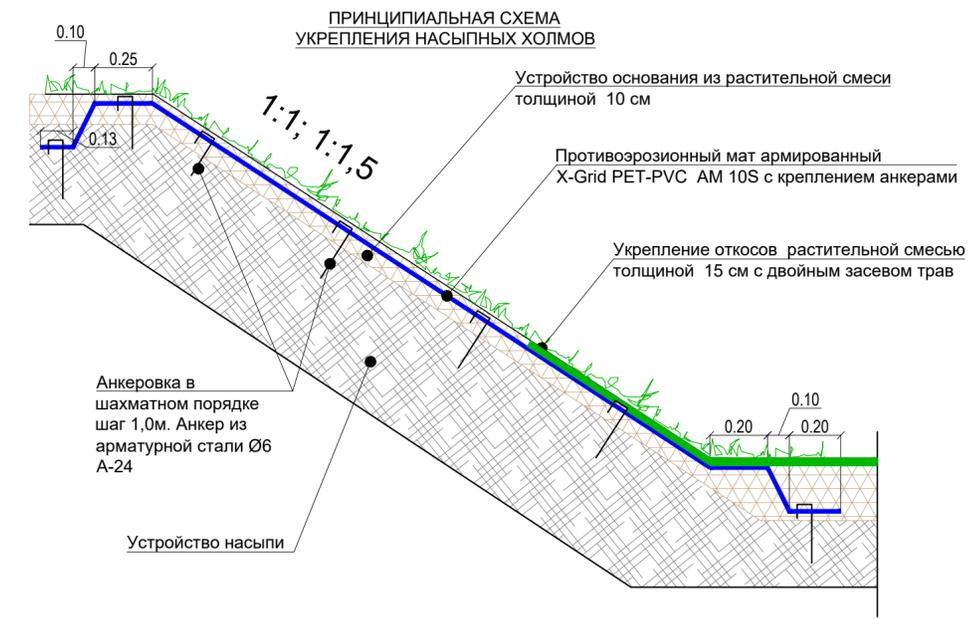 ПРИНЦИПИАЛЬНАЯ СХЕМА
УКРЕПЛЕНИЯ НАСЫПНЫХ ХОЛМОВ
0.10
0.25
0.13
1:1; 1:1,5
Устройство основания из растительной смеси
толщиной 10 см
Противоэрозионный мат армированный
X-Grid PET-PVC AM 10S с креплением анкерами
Укрепление откосов растительной смесью
толщиной 15 см с двойным засевом трав
Анкеровка в
шахматном порядке
шаг 1,0м. Анкер из
арматурной стали Ø6
А-24
0.10
0.20
0.20
Устройство насыпи